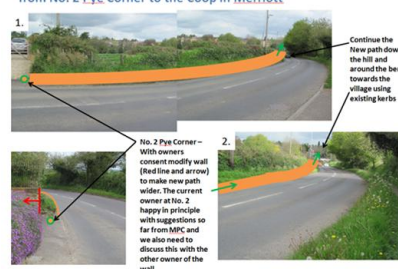 from No. 2 Pye Corner to the Coop in Merriott
1.
Continue the
New path dow
the hill and
around the be
towards the
village using
existing kerbs
No. 2 Pye Corner –
With owners
consent modify wall
(Red line and arrow)
to make new path
wider. The current
owner at No. 2
happy in principle
with suggestions so
far from MPC and
we also need to
discuss this with the
other owner of the
wall
2.